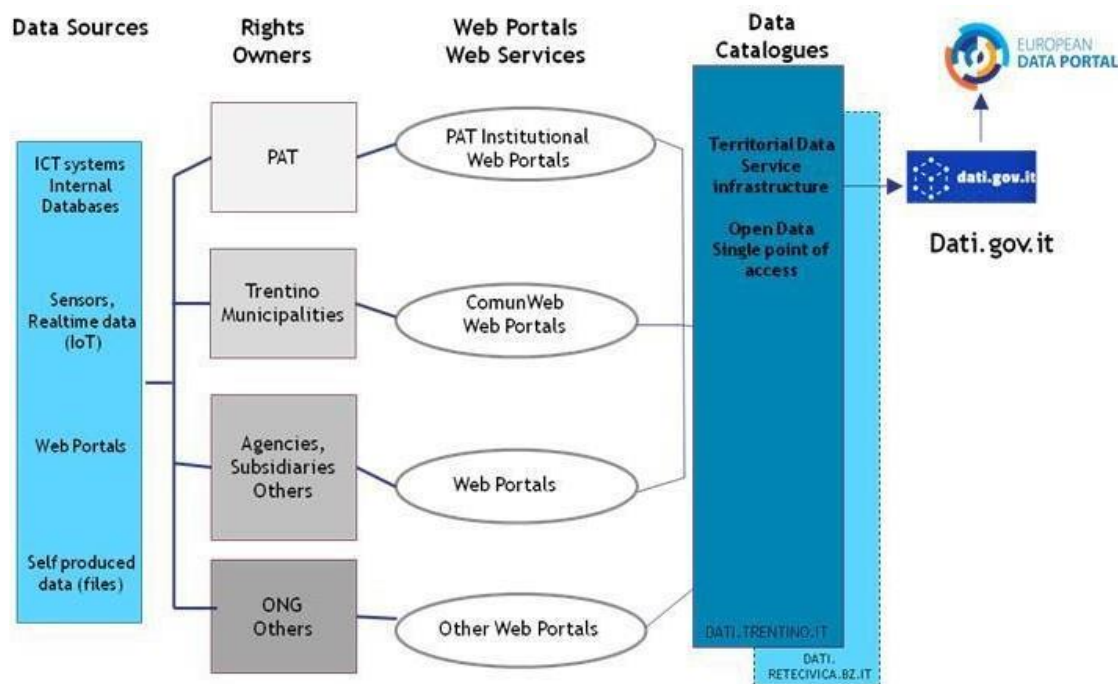 Data Sources
Rights
Owners
Web Portals
Web Services
Data
Catalogues
EUROPEAN
DATA PORTAL
ICT systems
Internal
Databases
Sensors,
Realtime data
(IoT)
Web Portals
Self produced
data (files)
PAT
Trentino
Municipalities
Agencies,
Subsidiaries
Others
ONG
Others
PAT Institutional
Web Portals
ComunWeb
Web Portals
Web Portals
Other Web Portals
Territorial Data
Service
infrastructure
Open Data
Single point of
access
DATI.TRENTINO.IT
DATI.
RETECIVICA.BZ.IT
dati.gov.it
Dati.gov.it